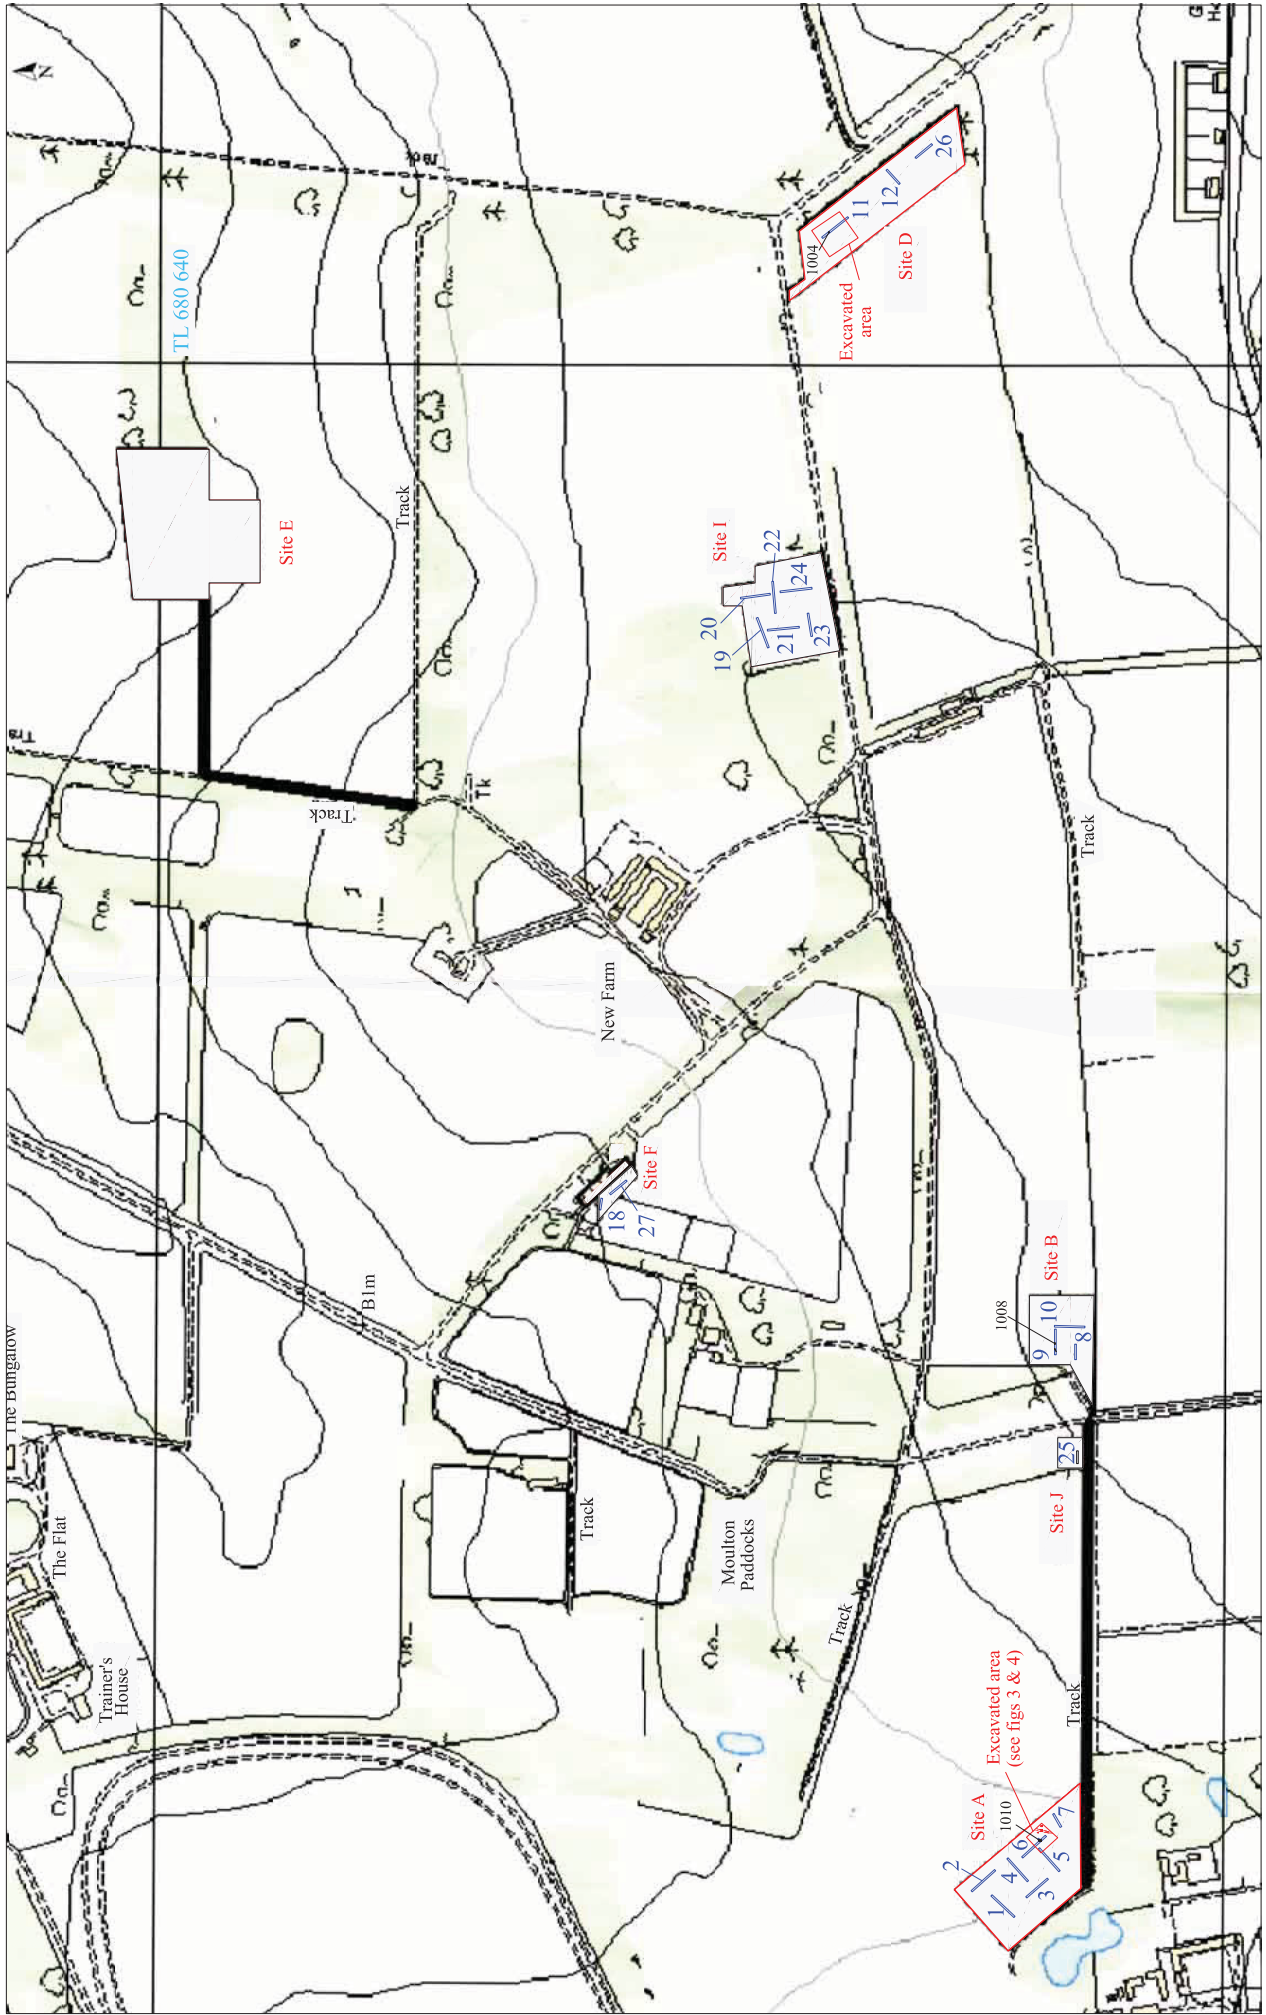 The Bungalow
The Flat
Tra
N
Trainer's
House
TL 680 640
Site E
Track
B1m
Track
Track
Tk
New Farm
Track
18
27
Site F
Moulton
Paddocks
19
20
Site I
21
22
23
24
Track
1004
Excavated
area
11
12
Site D
26
2
Site A
1
4
6
1010
Excavated area
(see figs 3 & 4)
3
5
7
Track
Site J
25
1008
9
10
8
Site B
Track
G